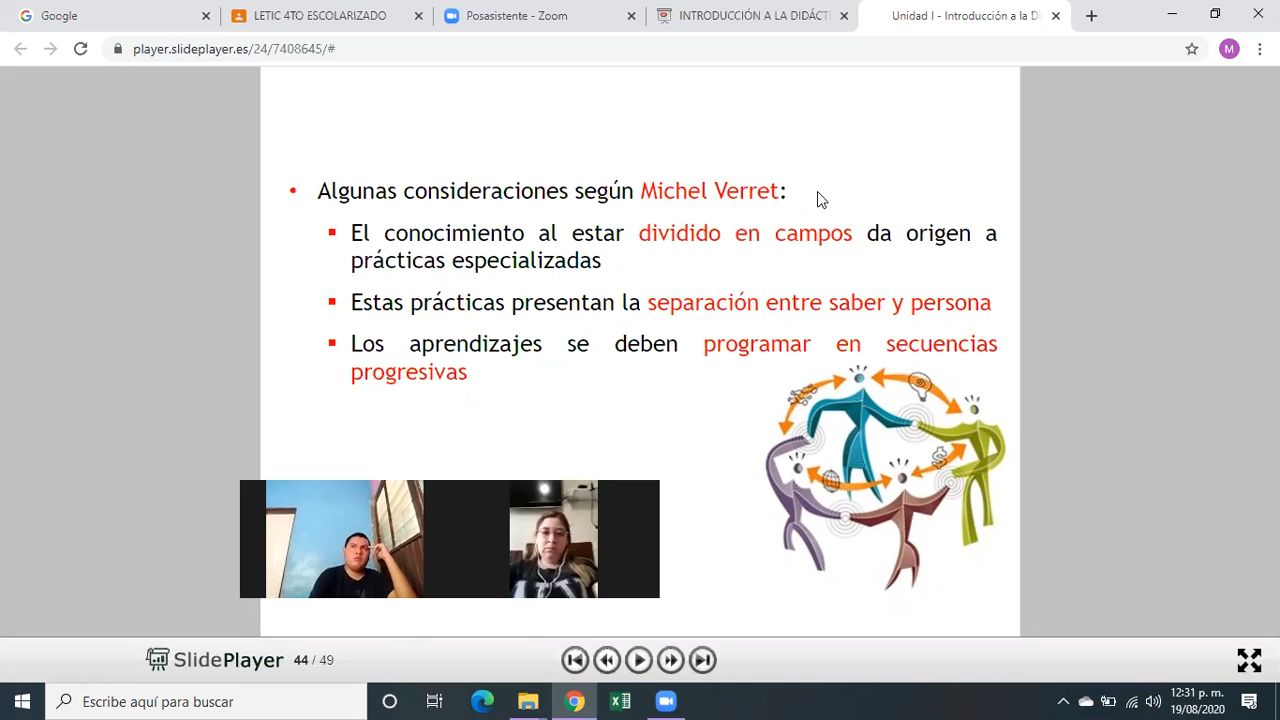 Google
LETIC 4TO ESCOLARIZADO
Posasistente - Zoom
INTRODUCCIÓN A LA DIDÁCT
Unidad I - Introducción a la Di
player.slideplayer.es/24/7408645/#
M
• Algunas consideraciones según Michel Verret:
▪ El conocimiento al estar dividido en campos da origen a
prácticas especializadas
▪ Estas prácticas presentan la separación entre saber y persona
▪ Los aprendizajes se deben programar en secuencias
progresivas
$
SlidePlayer 44 / 49
Escribe aquí para buscar
12:31 p. m.
19/08/2020